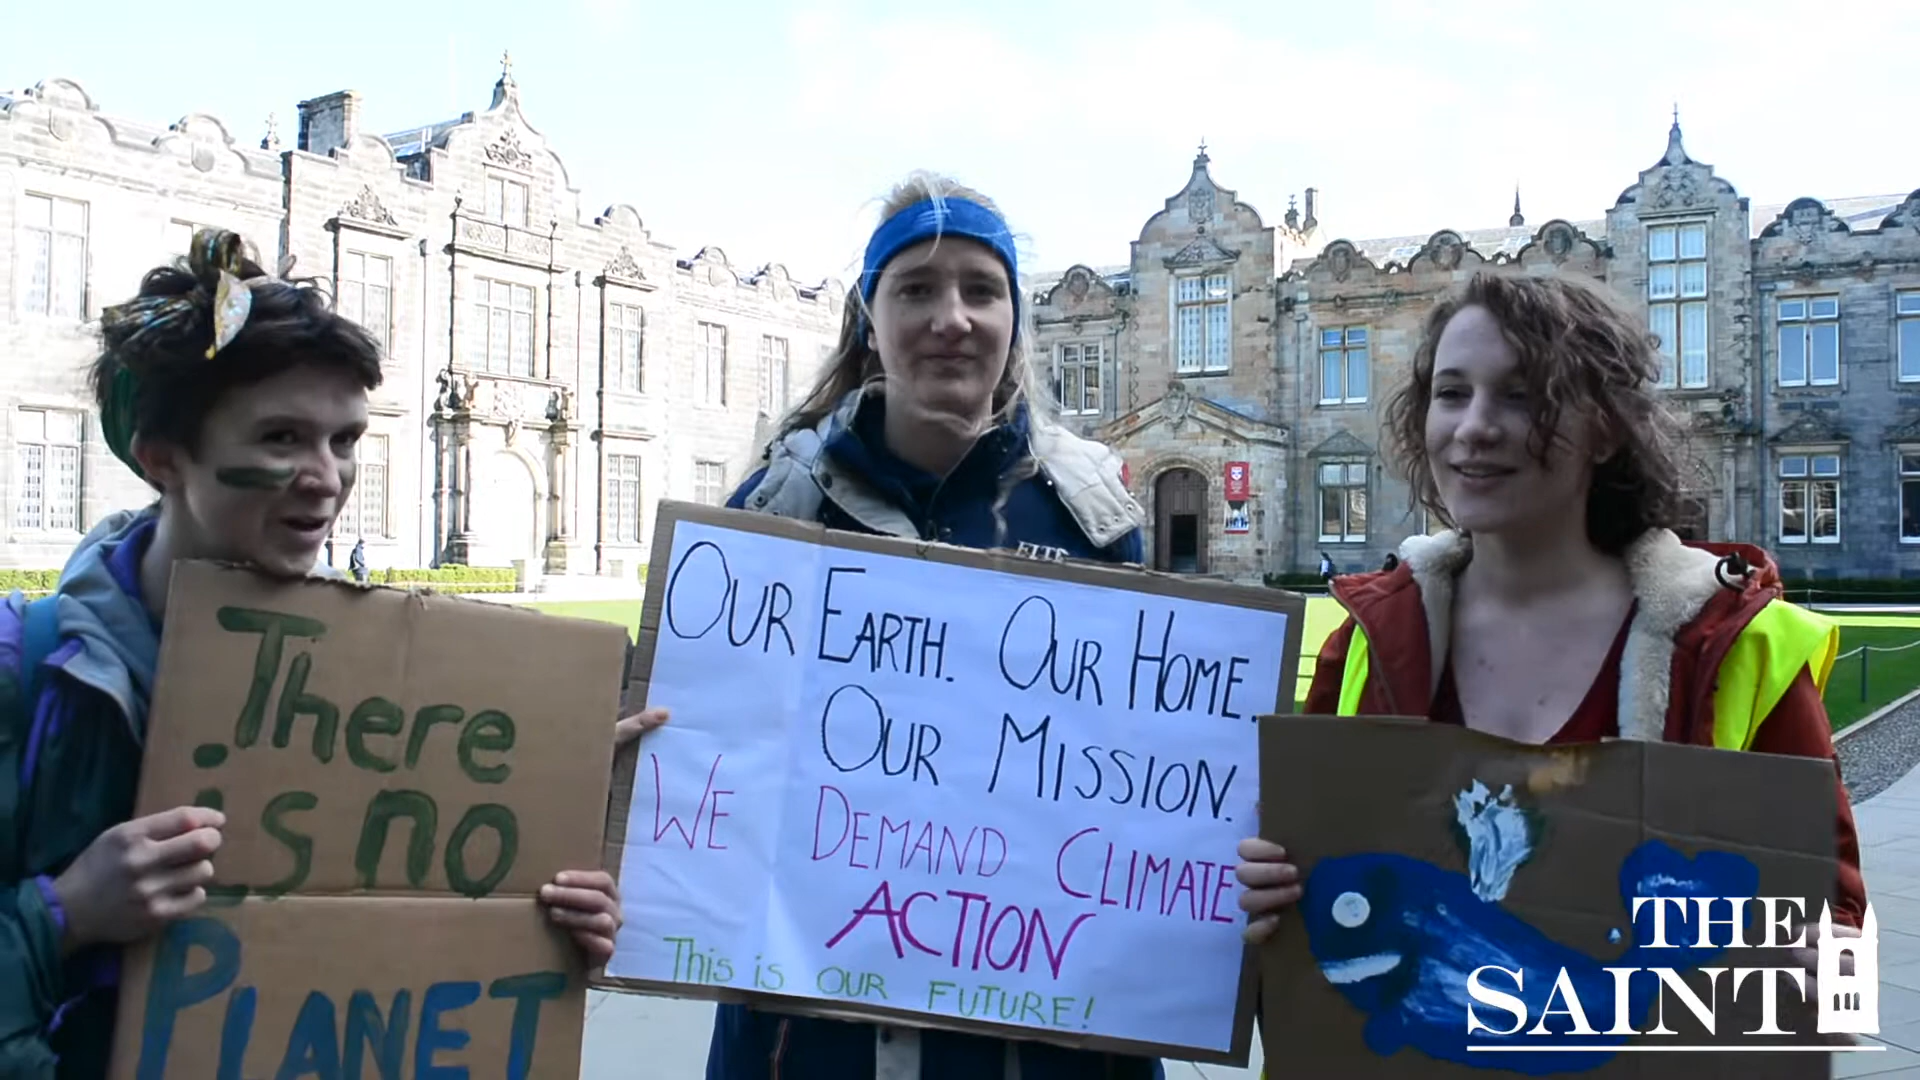 There
is no
PLANET
OUR EARTH. OUR HOME.
OUR MISSION.
WE DEMAND CLIMATE
ACTION
THIS IS OUR FUTURE!
THE
SAINT